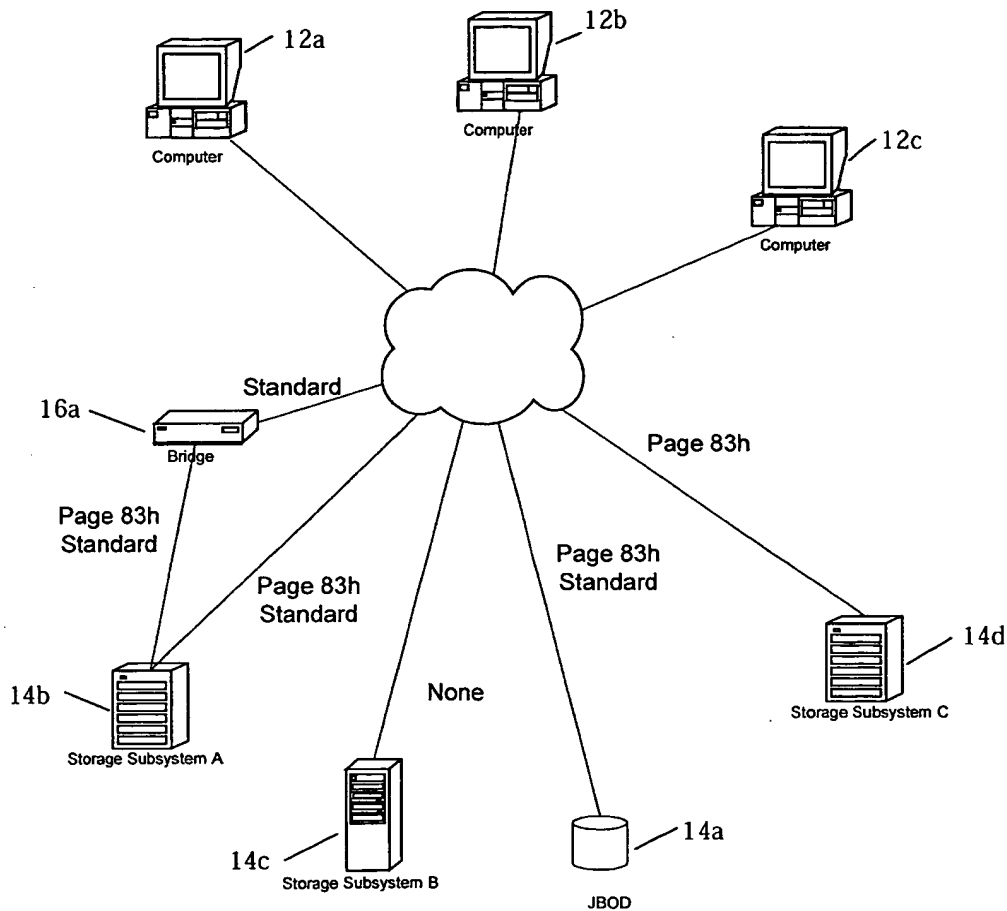 12a
12b
Computer
Computer
12c
Computer
Standard
16a
Bridge
Page 83h
Page 83h
Standard
Page 83h
Standard
Page 83h
Standard
14d
14b
None
Storage Subsystem C
Storage Subsystem A
14a
14c
Storage Subsystem B
JBOD